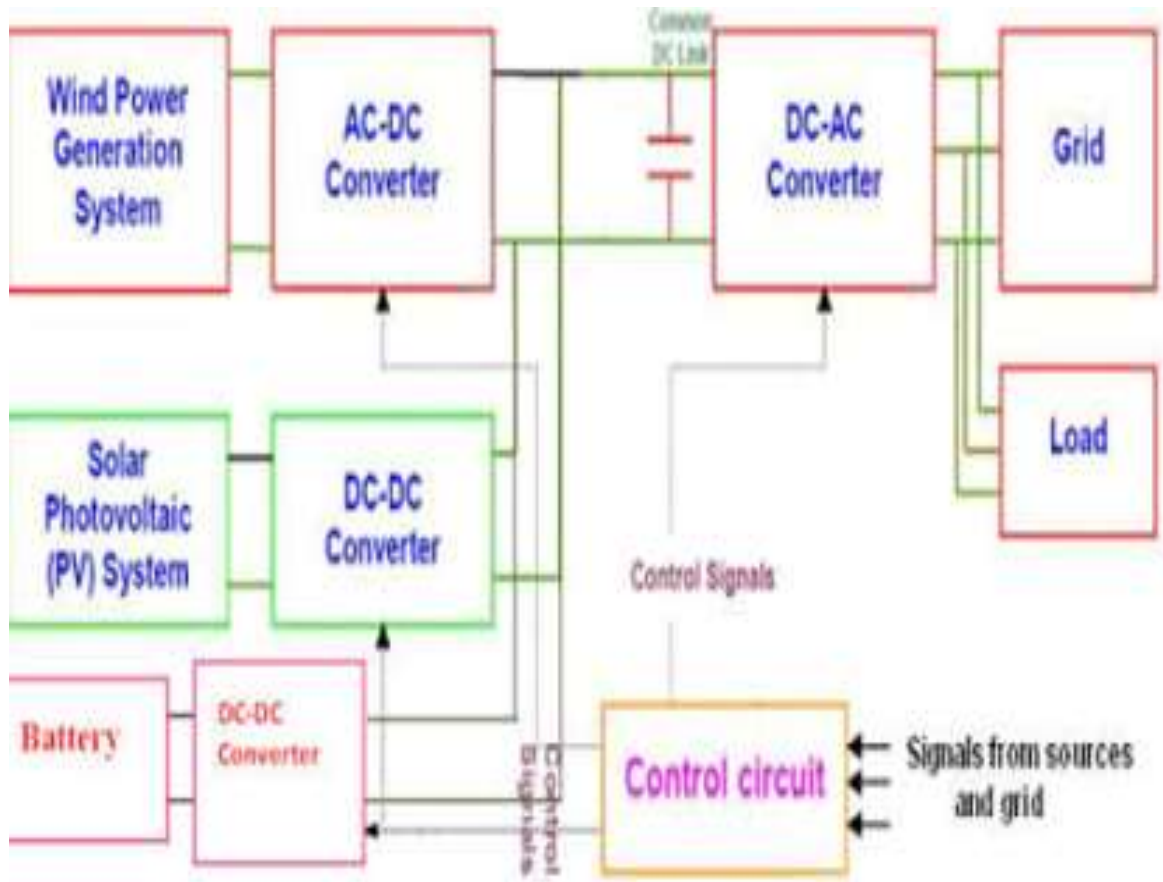 Common
DC Link
Wind Power
Generation
System
AC-DC
Converter
DC-AC
Converter
Grid
Solar
Photovoltaic
(PV) System
DC-DC
Converter
Load
Control Signals
Battery
DC-DC
Converter
Control
Signals
Control circuit
Signals from sources
and grid